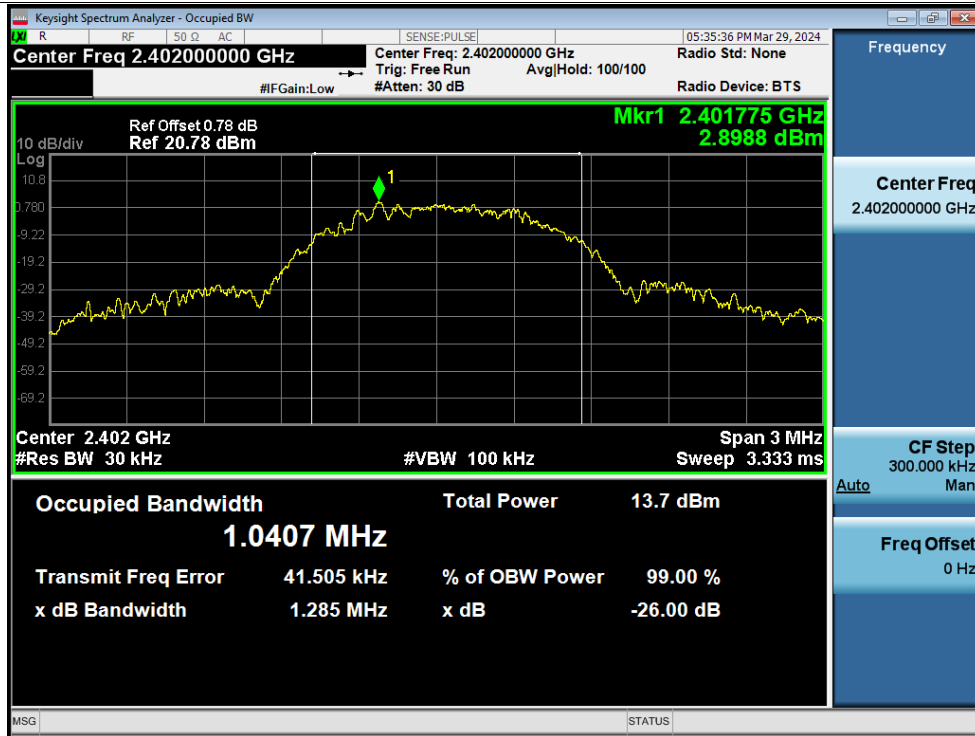 Keysight Spectrum Analyzer - Occupied BW
LXI R RF 50 Ω AC SENSE:PULSE 05:35:36 PM Mar 29, 2024
Center Freq 2.402000000 GHz
Center Freq: 2.402000000 GHz Radio Std: None
Trig: Free Run Avg|Hold: 100/100
#IFGain:Low #Atten: 30 dB Radio Device: BTS
Frequency
Mkr1 2.401775 GHz
2.8988 dBm
Ref Offset 0.78 dB
10 dB/div Ref 20.78 dBm
Log
10.8
0.780
-9.22
-19.2
-29.2
-39.2
-49.2
-59.2
-69.2
1
Center Freq
2.402000000 GHz
Center 2.402 GHz Span 3 MHz
#Res BW 30 kHz #VBW 100 kHz Sweep 3.333 ms
CF Step
300.000 kHz
Auto Man
Occupied Bandwidth Total Power 13.7 dBm
1.0407 MHz
Transmit Freq Error 41.505 kHz % of OBW Power 99.00 %
x dB Bandwidth 1.285 MHz x dB -26.00 dB
Freq Offset
0 Hz
MSG STATUS